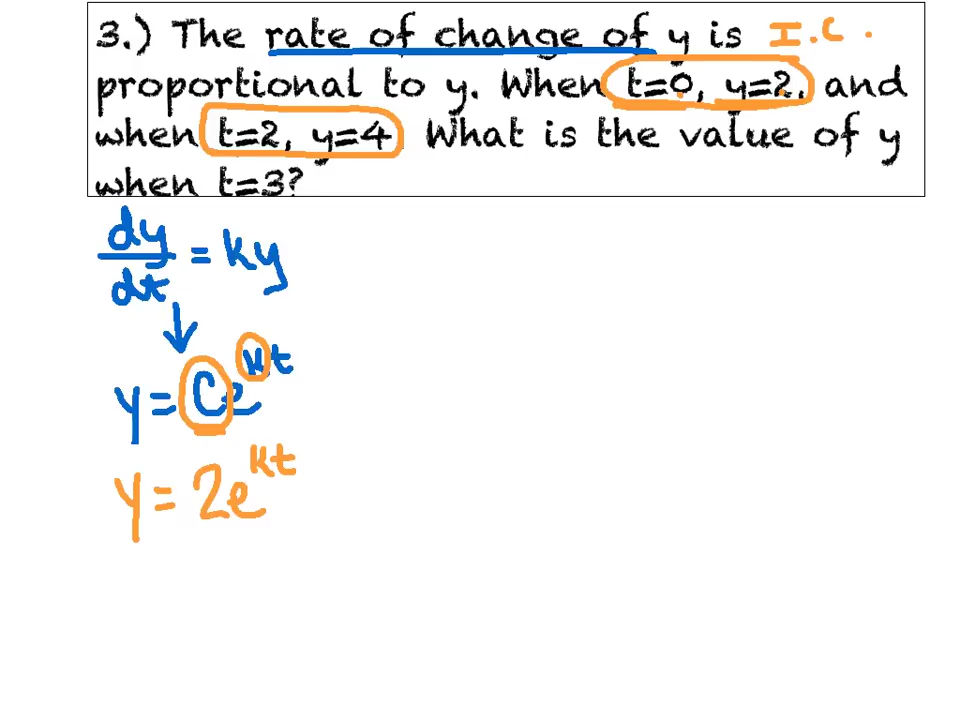 3.) The rate of change of y is I.C.
proportional to y. When t=0, y=2, and
when t=2, y=4 What is the value of y
when t=3?
dy/dt = ky
↓
y = Ce^kt
y = 2e^kt